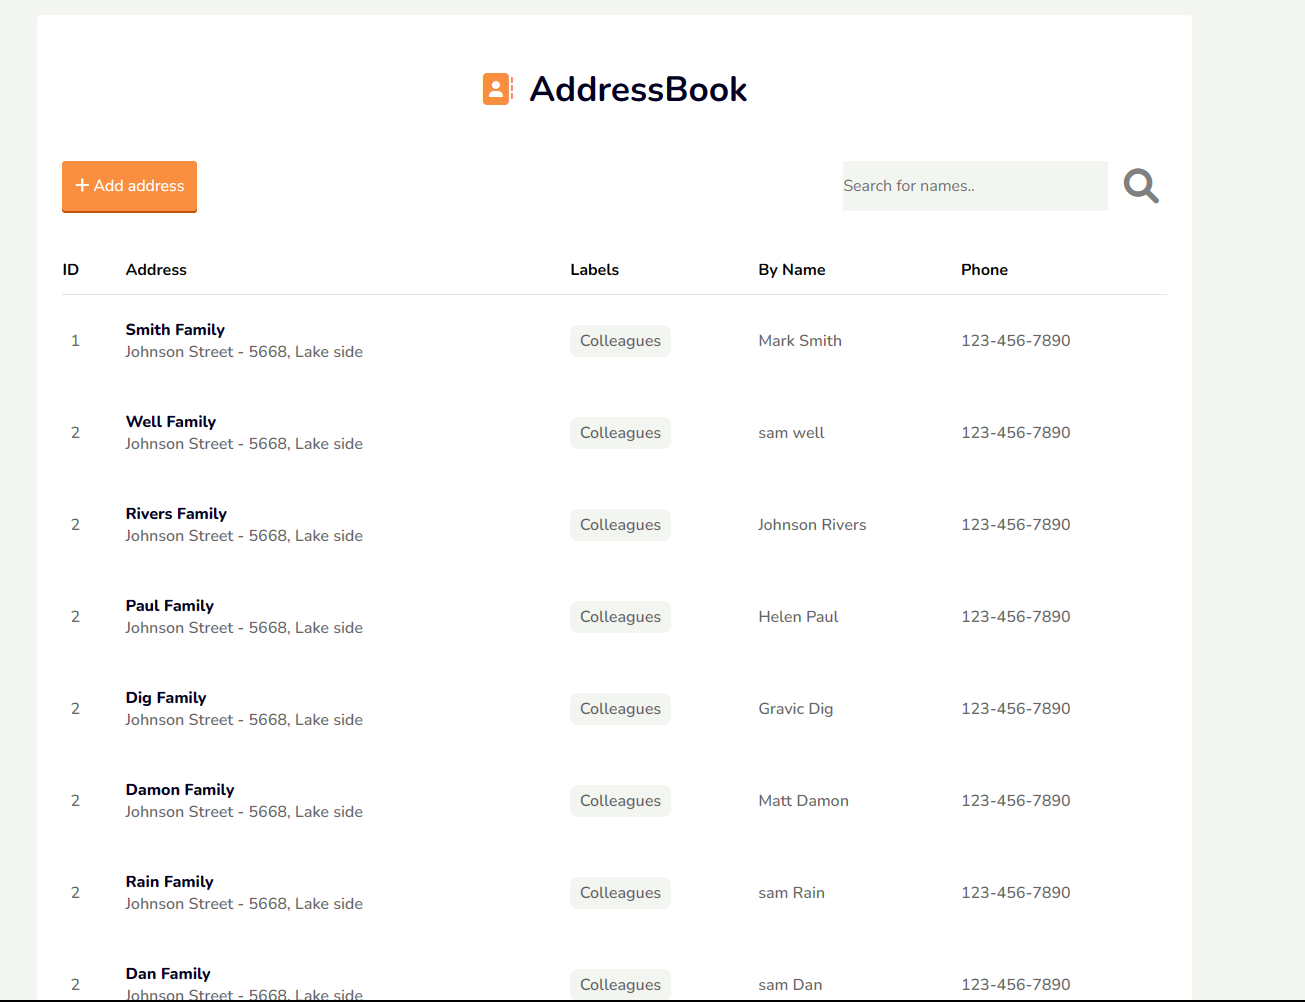 AddressBook
+ Add address
Search for names..
ID Address Labels By Name Phone
Smith Family
1 Johnson Street - 5668, Lake side Colleagues Mark Smith 123-456-7890
Well Family
2 Johnson Street - 5668, Lake side Colleagues sam well 123-456-7890
Rivers Family
2 Johnson Street - 5668, Lake side Colleagues Johnson Rivers 123-456-7890
Paul Family
2 Johnson Street - 5668, Lake side Colleagues Helen Paul 123-456-7890
Dig Family
2 Johnson Street - 5668, Lake side Colleagues Gravic Dig 123-456-7890
Damon Family
2 Johnson Street - 5668, Lake side Colleagues Matt Damon 123-456-7890
Rain Family
2 Johnson Street - 5668, Lake side Colleagues sam Rain 123-456-7890
Dan Family
2 Johnson Street - 5668, Lake side Colleagues sam Dan 123-456-7890